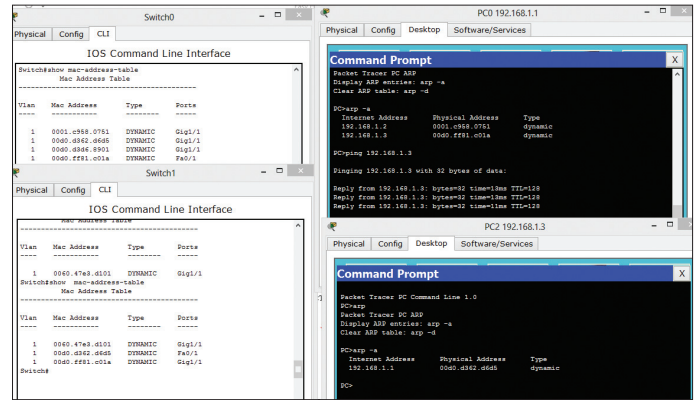 Switch0
Physical Config CLI
IOS Command Line Interface
Switch#show mac-address-table
Mac Address Table
-------------------------------------------
Vlan Mac Address Type Ports
---- ----------- -------- -----
1 0001.c958.0751 DYNAMIC Gig1/1
1 00d0.d362.d6d5 DYNAMIC Gig1/1
1 00d0.d3d6.8901 DYNAMIC Gig1/1
1 00d0.ff81.c01a DYNAMIC Fa0/1
Switch1
Physical Config CLI
IOS Command Line Interface
Mac Address Table
-------------------------------------------
Vlan Mac Address Type Ports
---- ----------- -------- -----
1 0060.47e3.d101 DYNAMIC Gig1/1
Switch#show mac-address-table
Mac Address Table
-------------------------------------------
Vlan Mac Address Type Ports
---- ----------- -------- -----
1 0060.47e3.d101 DYNAMIC Gig1/1
1 00d0.d362.d6d5 DYNAMIC Fa0/1
1 00d0.ff81.c01a DYNAMIC Gig1/1
Switch#
PC0 192.168.1.1
Physical Config Desktop Software/Services
Command Prompt X
Packet Tracer PC ARP
Display ARP entries: arp -a
Clear ARP table: arp -d
PC>arp -a
Internet Address Physical Address Type
192.168.1.2 0001.c958.0751 dynamic
192.168.1.3 00d0.ff81.c01a dynamic
PC>ping 192.168.1.3
Pinging 192.168.1.3 with 32 bytes of data:
Reply from 192.168.1.3: bytes=32 time=13ms TTL=128
Reply from 192.168.1.3: bytes=32 time=13ms TTL=128
Reply from 192.168.1.3: bytes=32 time=11ms TTL=128
PC2 192.168.1.3
Physical Config Desktop Software/Services
Command Prompt X
Packet Tracer PC Command Line 1.0
PC>arp
Packet Tracer PC ARP
Display ARP entries: arp -a
Clear ARP table: arp -d
PC>arp -a
Internet Address Physical Address Type
192.168.1.1 00d0.d362.d6d5 dynamic
PC>